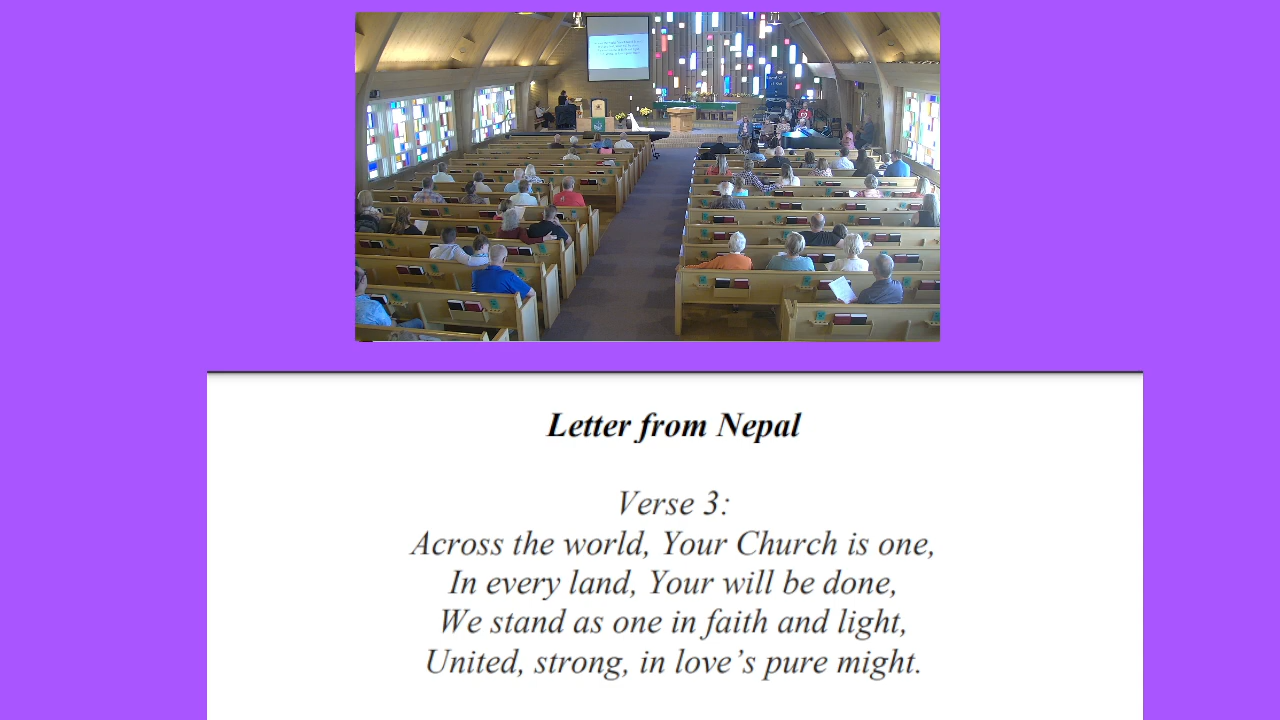 Letter from Nepal
Verse 3:
Across the world, Your Church is one,
In every land, Your will be done,
We stand as one in faith and light,
United, strong, in love’s pure might.